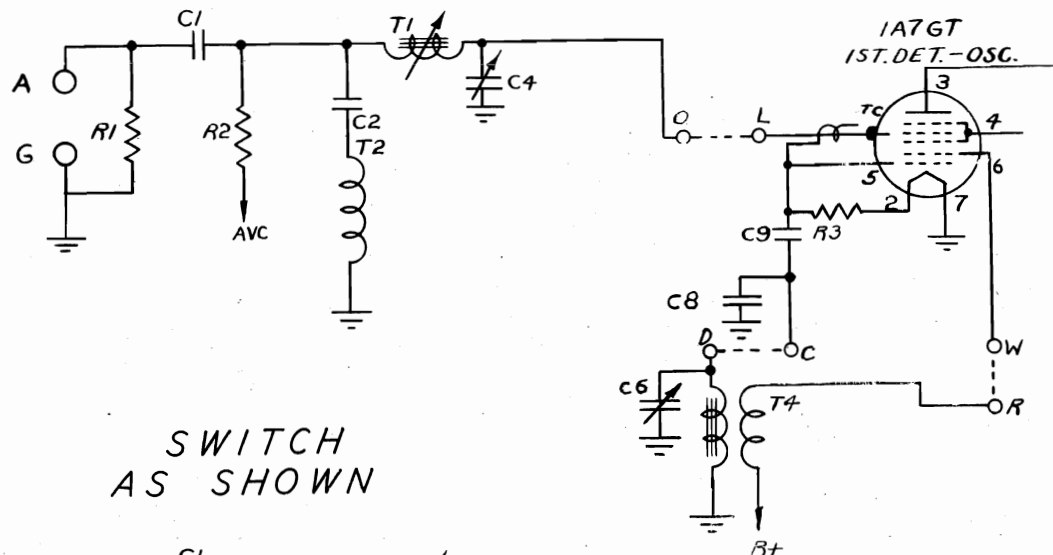 C1
T1
1A7GT
1ST. DET.-OSC.
3
A
C4
R1
R2
C2
T2
O
L
TC
4
G
5
6
2
7
AVC
C9
R3
C8
D
C
W
C6
T4
R
SWITCH
AS SHOWN
B+
C1